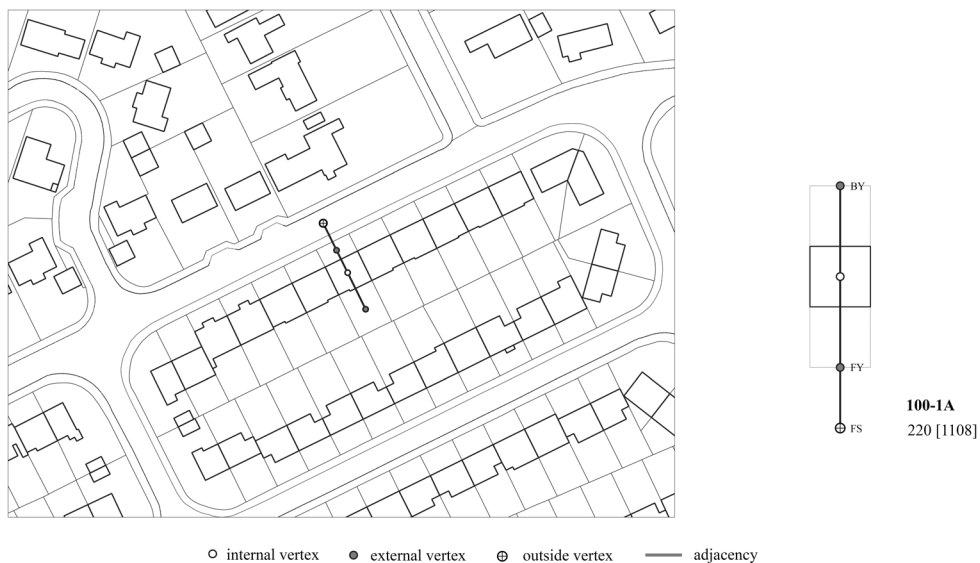 BY
FY
FS
100-1A
220 [1108]
internal vertex
external vertex
outside vertex
adjacency